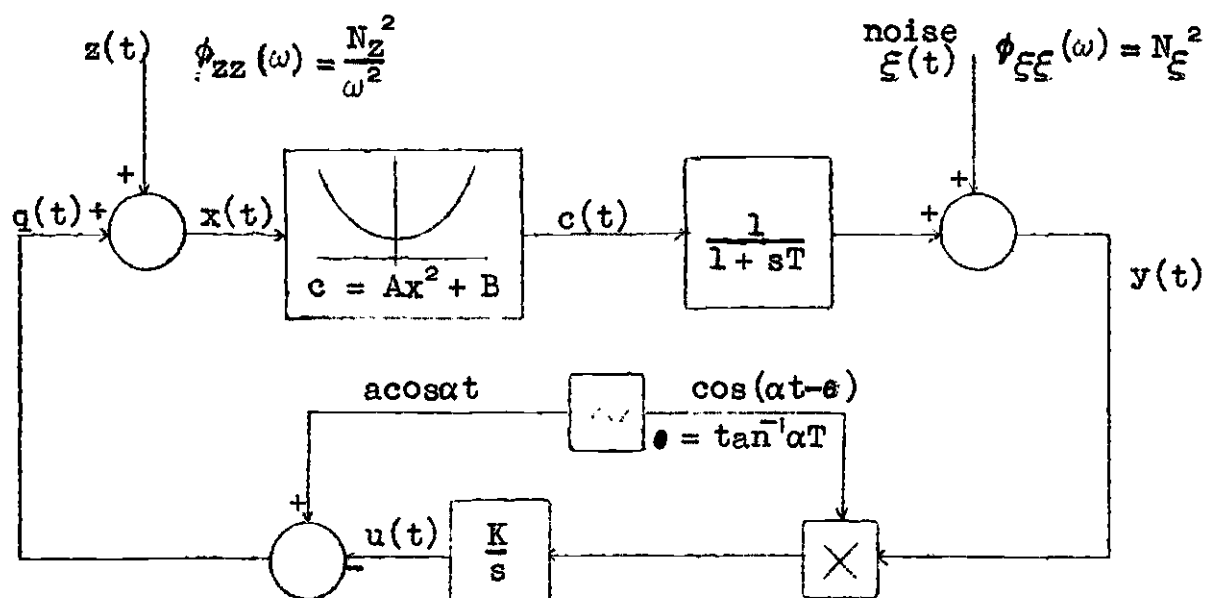 z(t) ϕzz(ω) = Nz²/ω²
noise
ξ(t) ϕξξ(ω) = Nξ²
+ +
q(t) + x(t) c(t) + y(t)
c = Ax² + B
1/(1 + sT)
acosαt cos(αt-θ)
θ = tan⁻¹αT
+
u(t) K/s ×
-